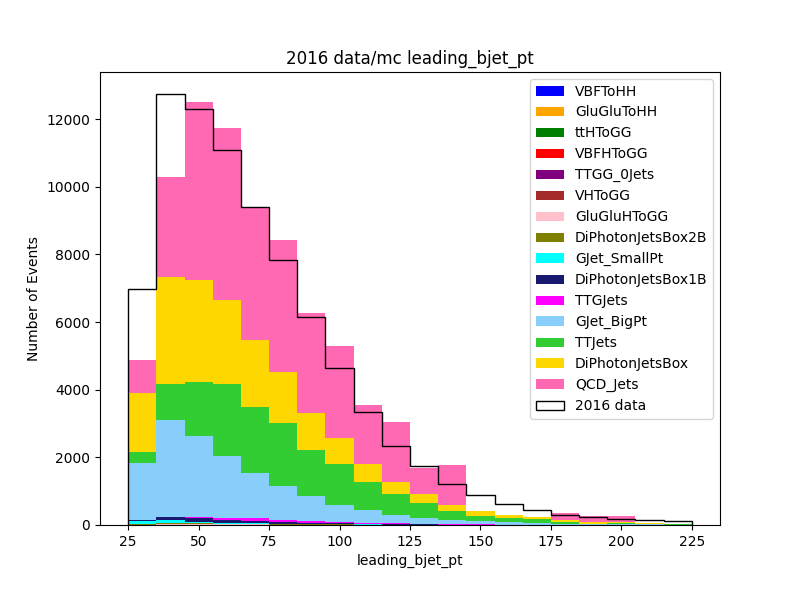 2016 data/mc leading_bjet_pt
Number of Events
12000
10000
8000
6000
4000
2000
0
25
50
75
100
125
150
175
200
225
leading_bjet_pt
VBFToHH
GluGluToHH
ttHToGG
VBFHToGG
TTGG_0Jets
VHToGG
GluGluHToGG
DiPhotonJetsBox2B
GJet_SmallPt
DiPhotonJetsBox1B
TTGJets
GJet_BigPt
TTJets
DiPhotonJetsBox
QCD_Jets
2016 data